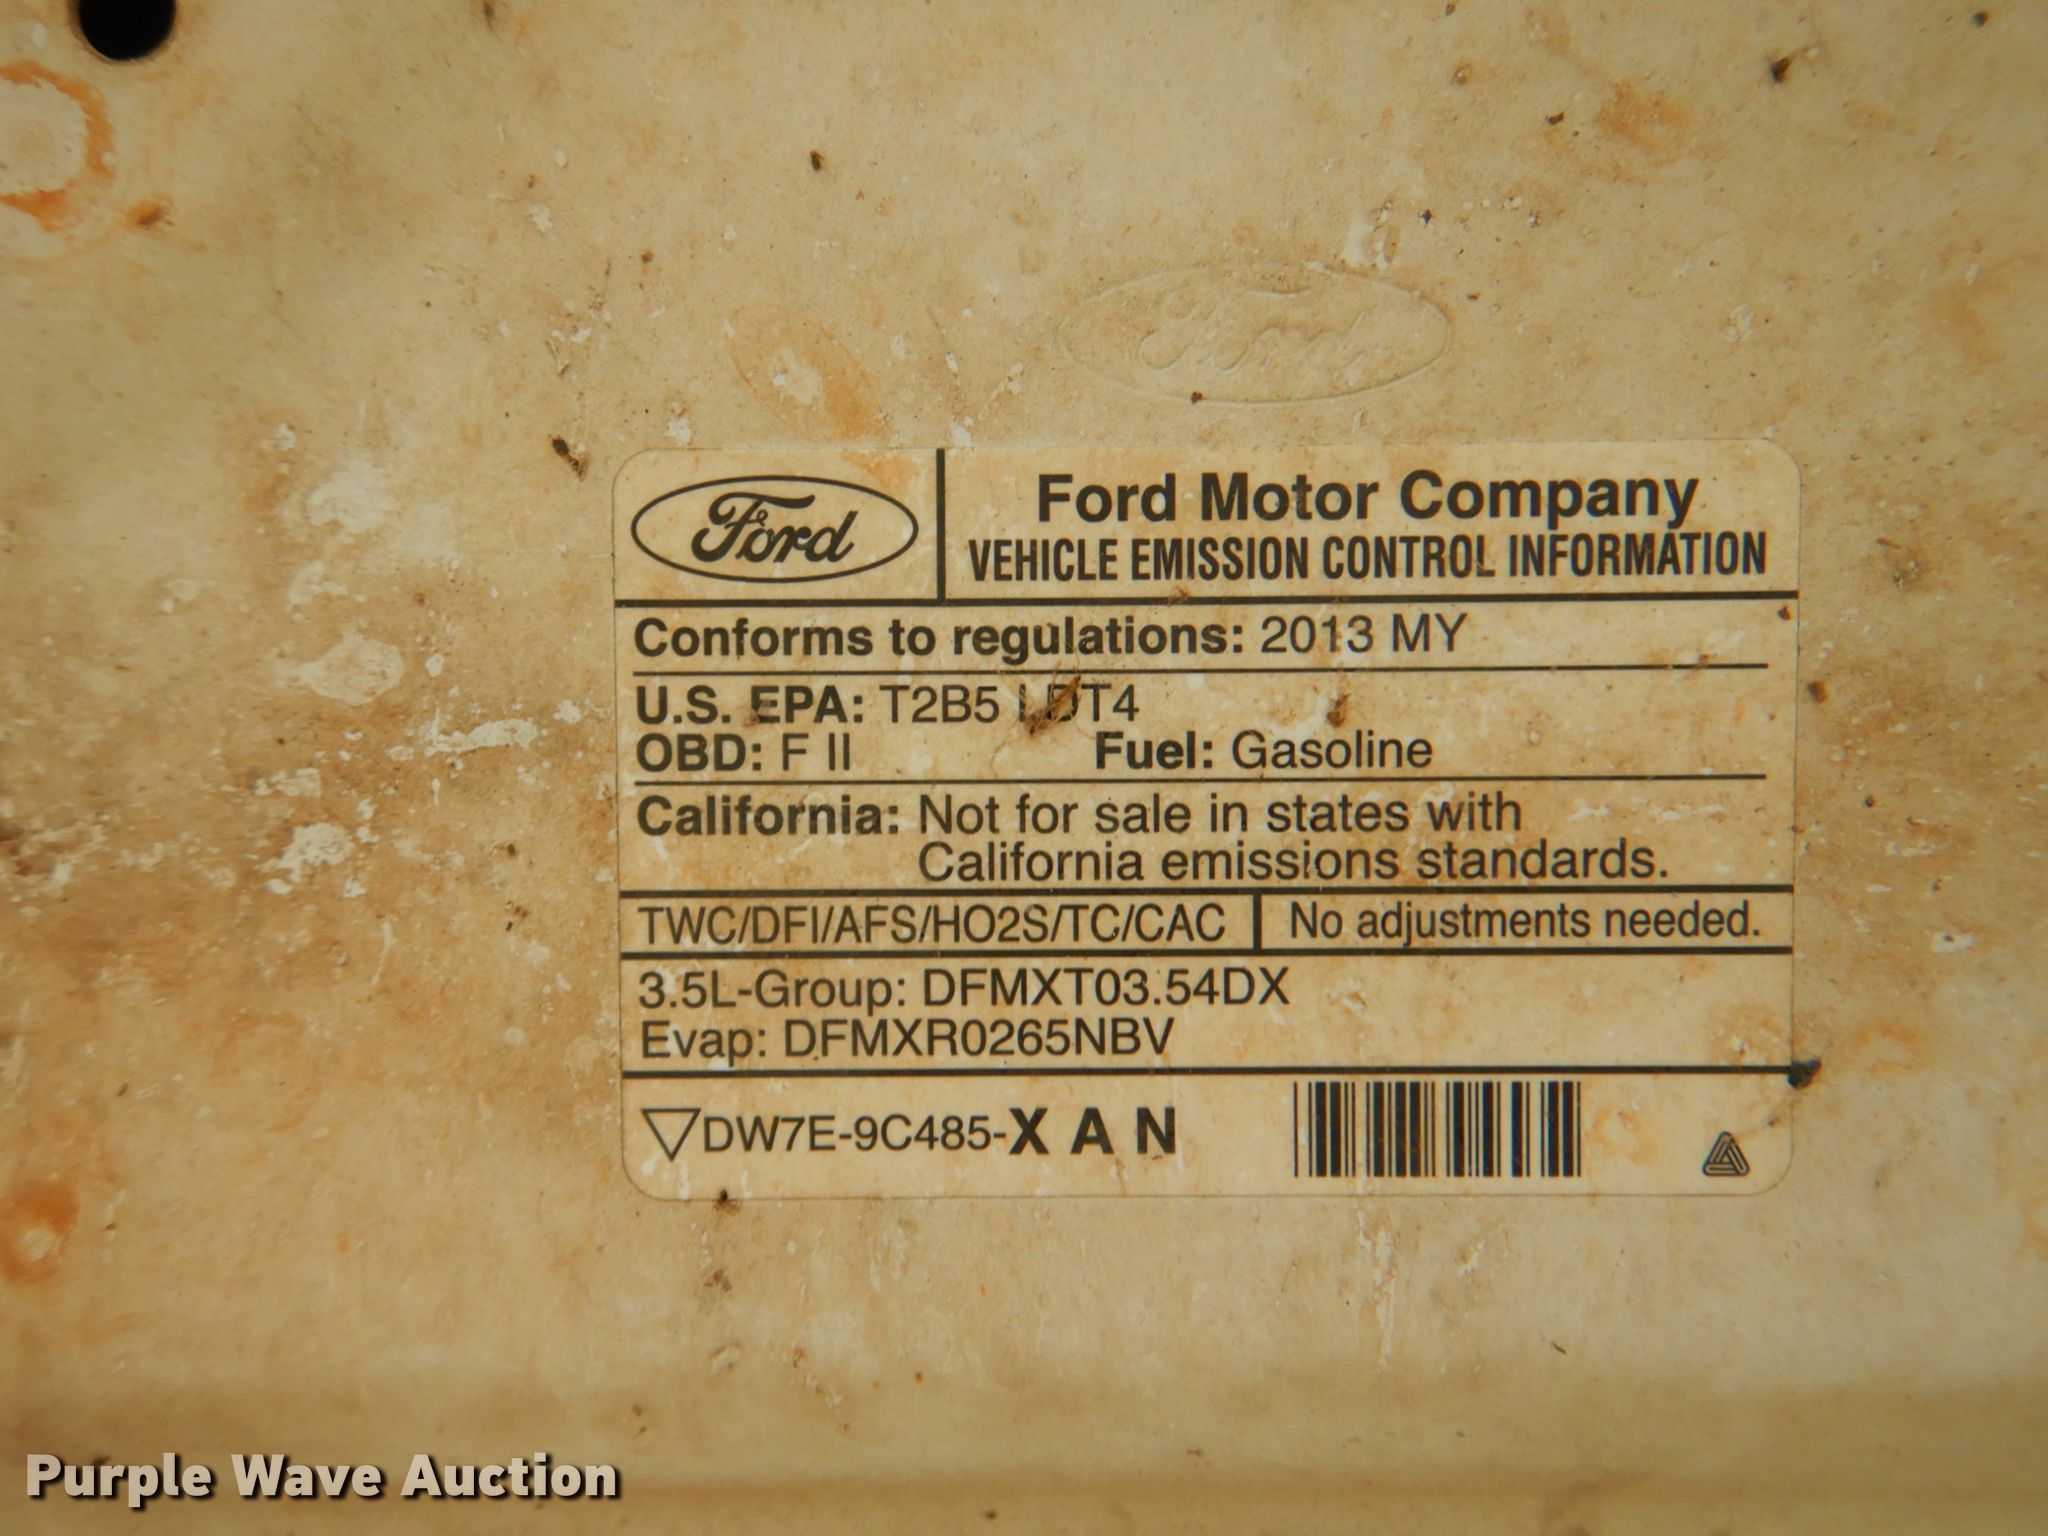 Ford
Ford
Ford Motor Company
VEHICLE EMISSION CONTROL INFORMATION
Conforms to regulations: 2013 MY
U.S. EPA: T2B5 LDT4
OBD: F II Fuel: Gasoline
California: Not for sale in states with
California emissions standards.
TWC/DFI/AFS/HO2S/TC/CAC No adjustments needed.
3.5L-Group: DFMXT03.54DX
Evap: DFMXR0265NBV
DW7E-9C485-X A N
Purple Wave Auction